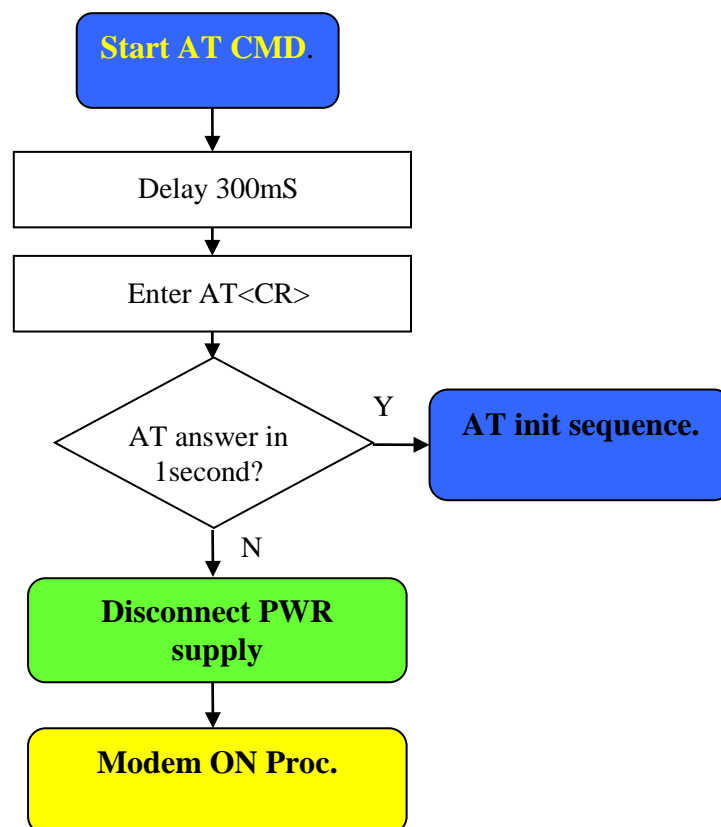 Start AT CMD.
Delay 300mS
Enter AT<CR>
AT answer in
1second?
Y
AT init sequence.
N
Disconnect PWR
supply
Modem ON Proc.